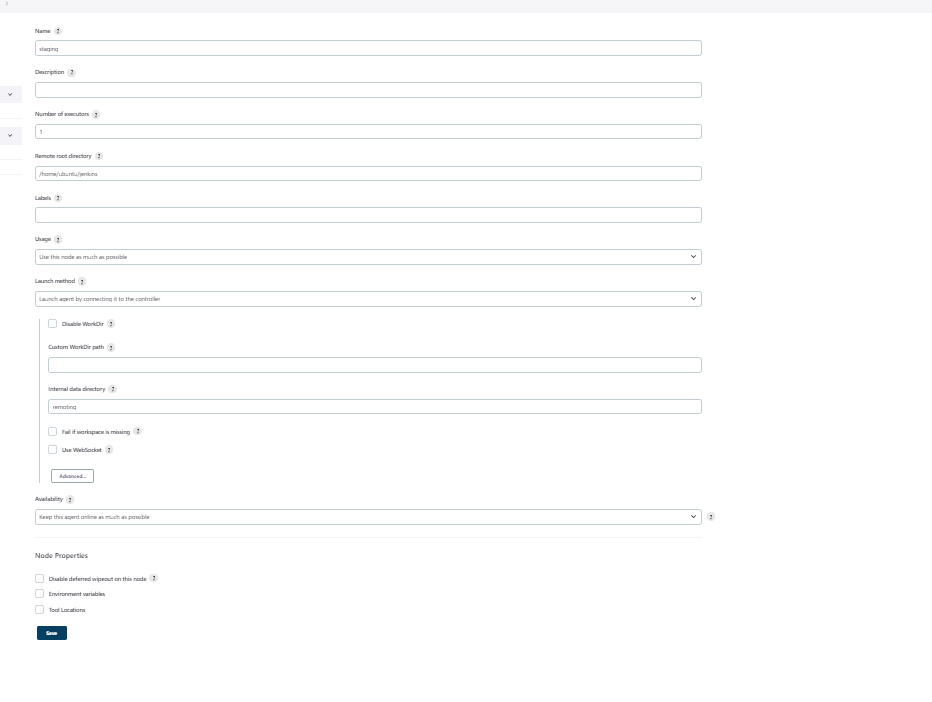 Name ?
staging
Description ?
Number of executors ?
1
Remote root directory ?
/home/ubuntu/jenkins
Labels ?
Usage ?
Use this node as much as possible
Launch method ?
Launch agent by connecting it to the controller
Disable WorkDir ?
Custom WorkDir path ?
Internal data directory ?
remoting
Fail if workspace is missing ?
Use WebSocket ?
Advanced...
Availability ?
Keep this agent online as much as possible ?
Node Properties
Disable deferred wipeout on this node ?
Environment variables
Tool Locations
Save